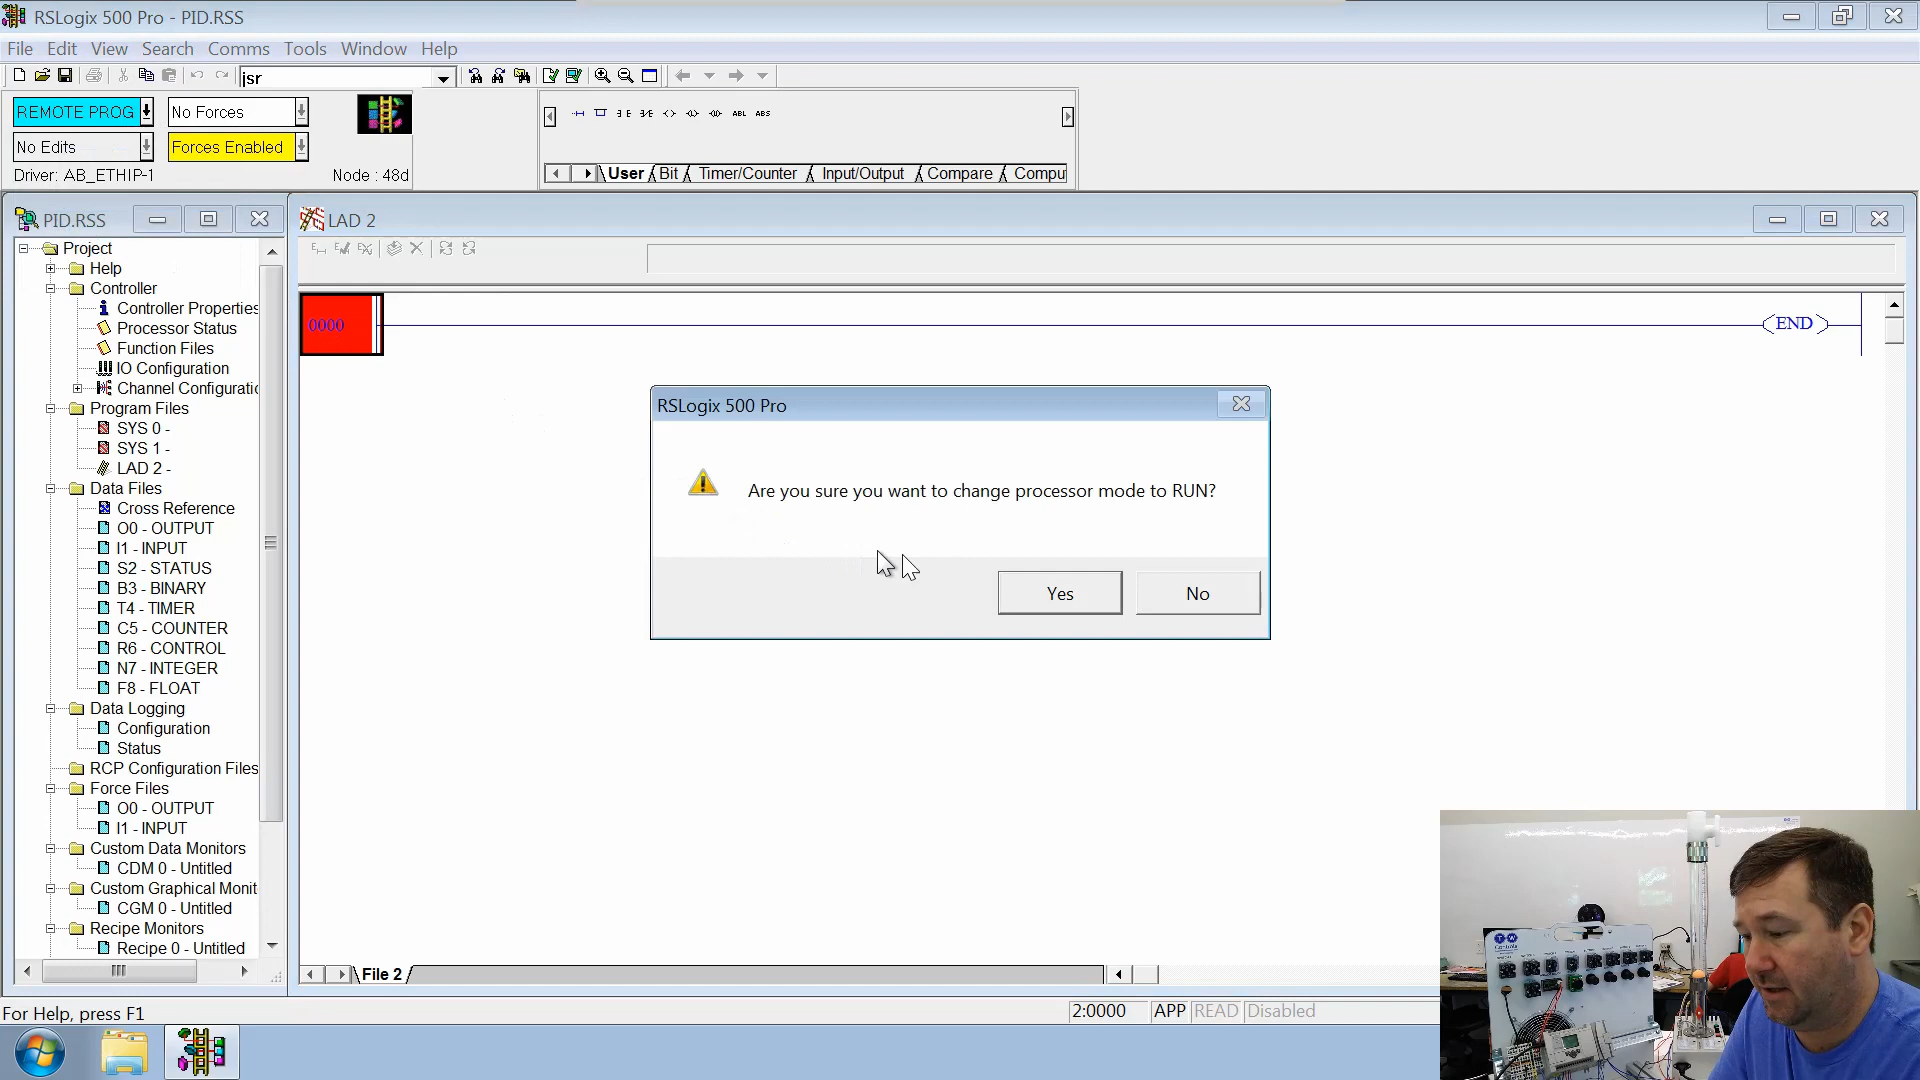 RSLogix 500 Pro - PID.RSS
File Edit View Search Comms Tools Window Help
jsr
REMOTE PROG No Forces
No Edits Forces Enabled
Driver: AB_ETHIP-1 Node : 48d
ABL ABS
User Bit Timer/Counter Input/Output Compare Compu
PID.RSS
Project
Help
Controller
Controller Properties
Processor Status
Function Files
IO Configuration
Channel Configuratio
Program Files
SYS 0 -
SYS 1 -
LAD 2 -
Data Files
Cross Reference
O0 - OUTPUT
I1 - INPUT
S2 - STATUS
B3 - BINARY
T4 - TIMER
C5 - COUNTER
R6 - CONTROL
N7 - INTEGER
F8 - FLOAT
Data Logging
Configuration
Status
RCP Configuration Files
Force Files
O0 - OUTPUT
I1 - INPUT
Custom Data Monitors
CDM 0 - Untitled
Custom Graphical Monit
CGM 0 - Untitled
Recipe Monitors
Recipe 0 - Untitled
LAD 2
0000
END
RSLogix 500 Pro
Are you sure you want to change processor mode to RUN?
Yes No
File 2
For Help, press F1
2:0000 APP READ Disabled
TW
Controls